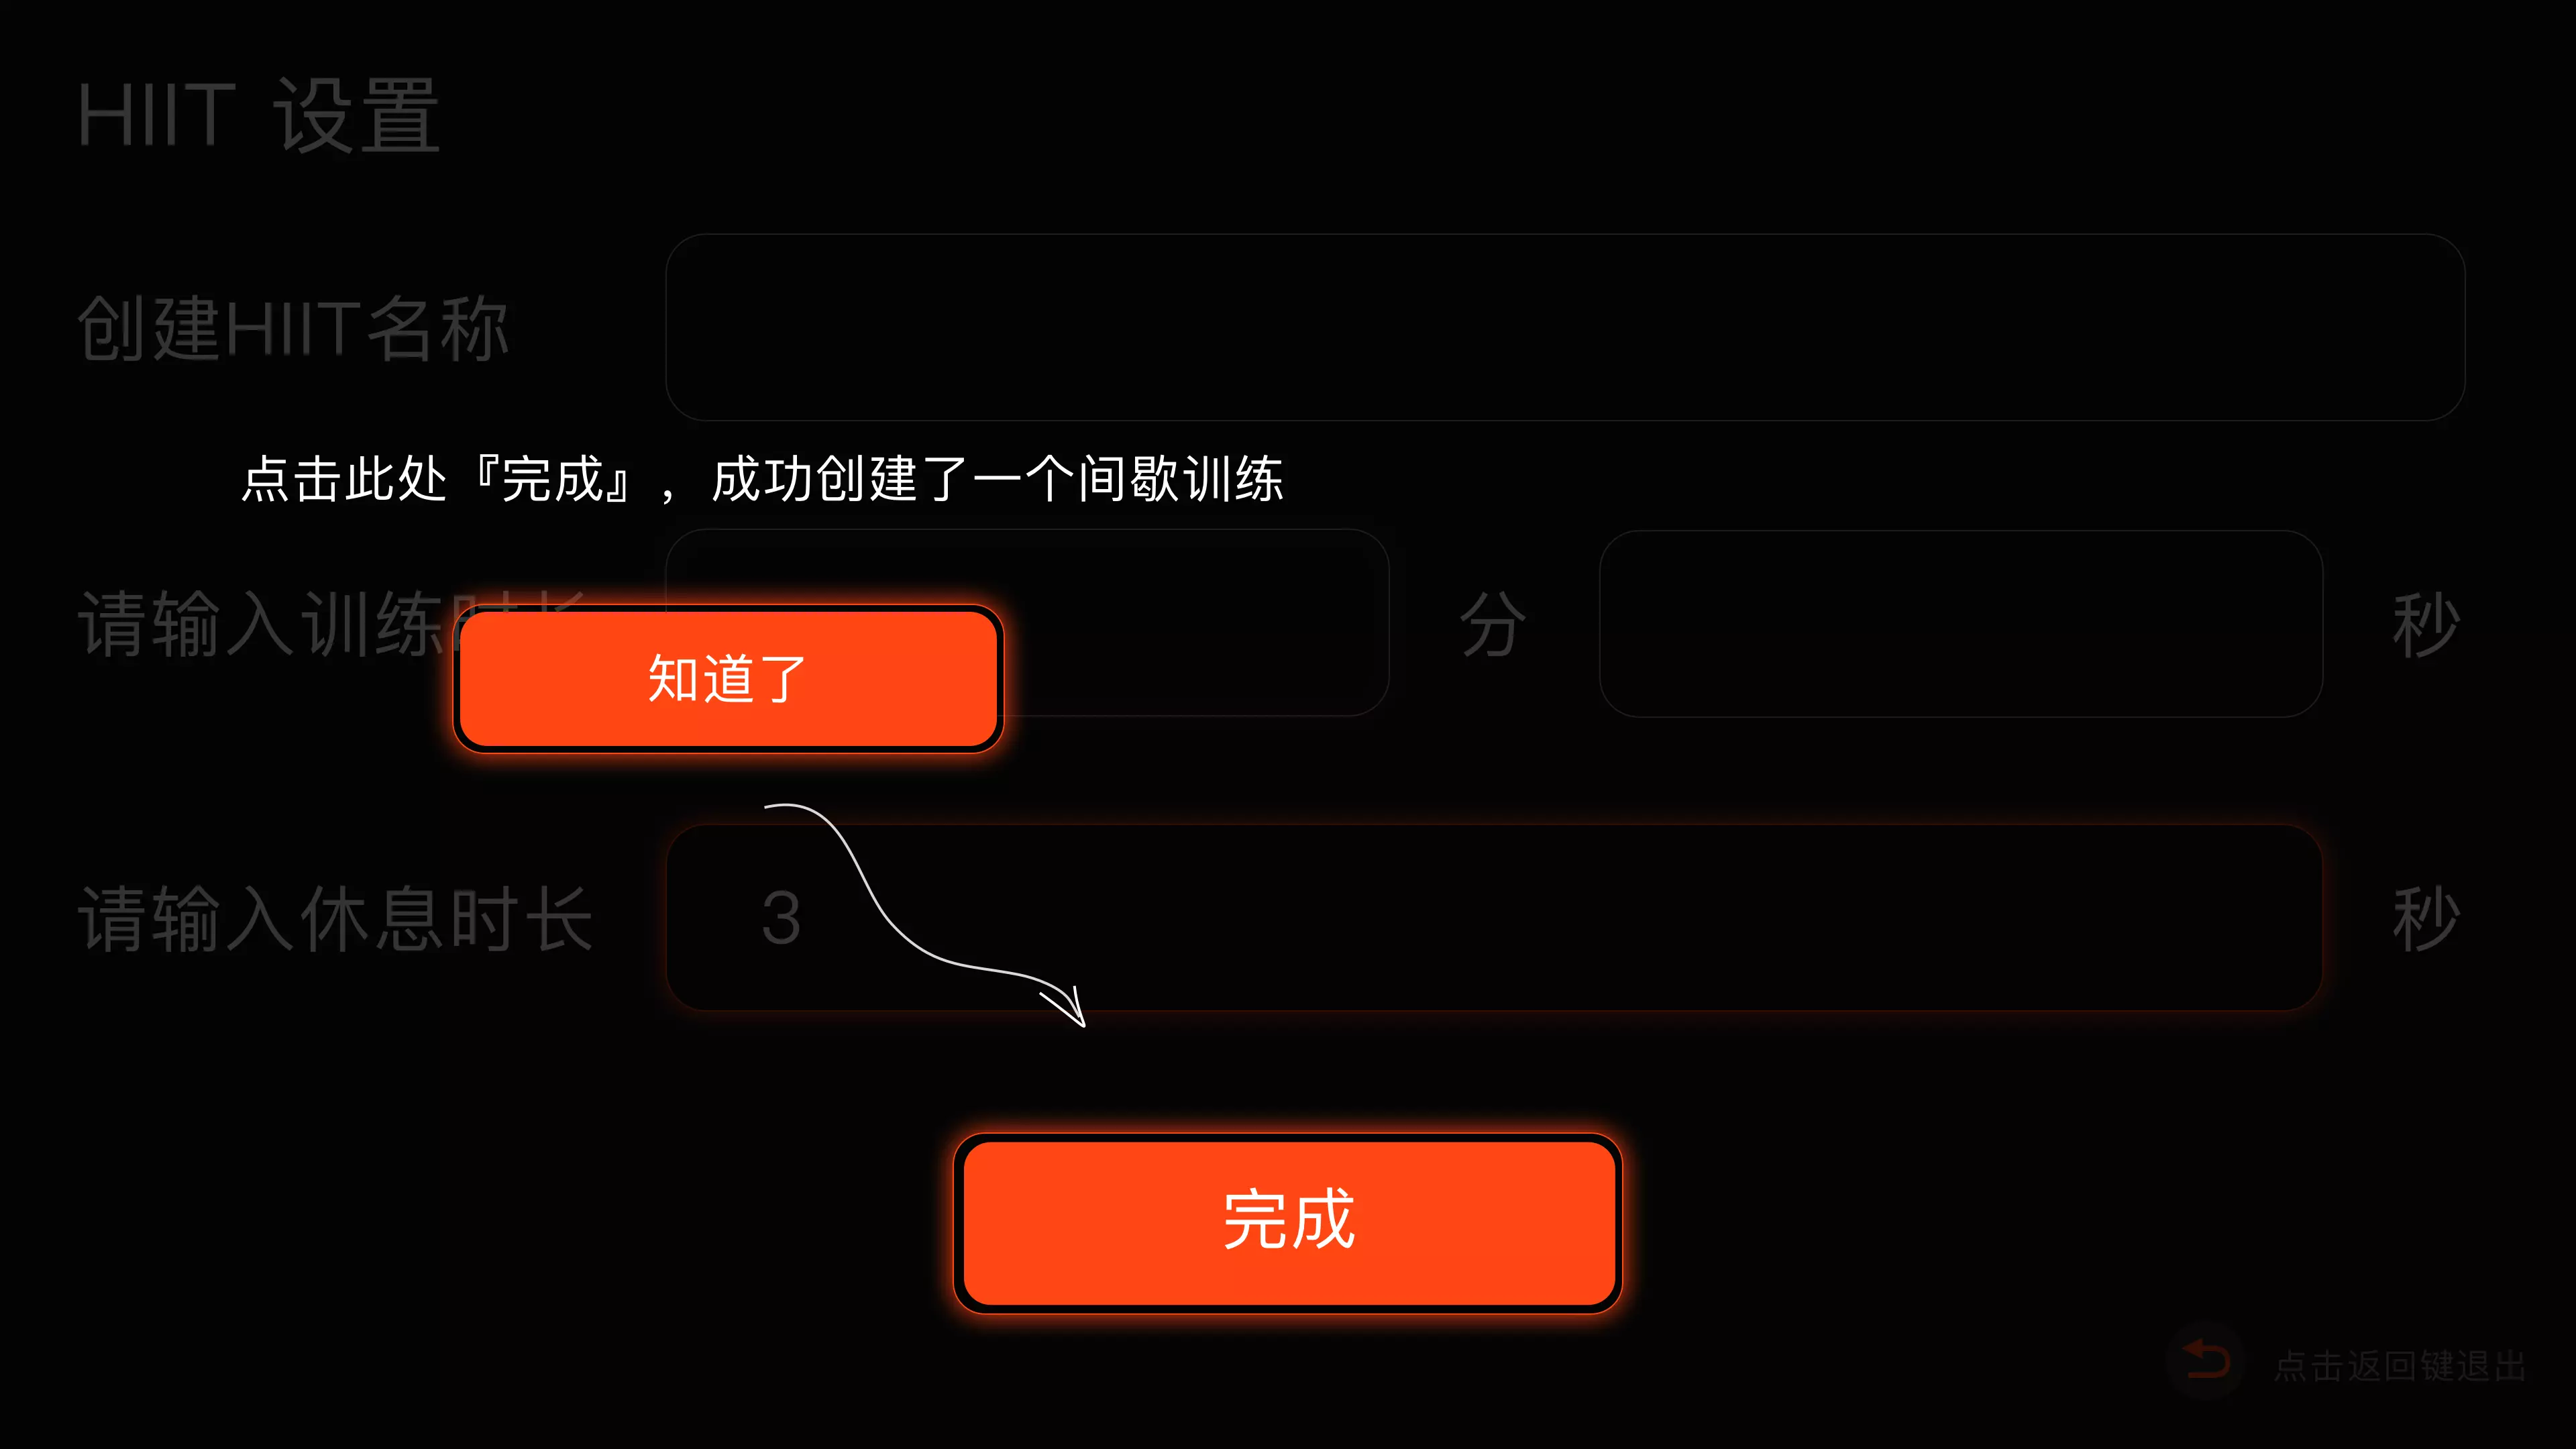 HIIT 设置
创建HIIT名称
点击此处『完成』，成功创建了一个间歇训练
请输入训练时长
分
秒
知道了
请输入休息时长
3
秒
完成
点击返回键退出